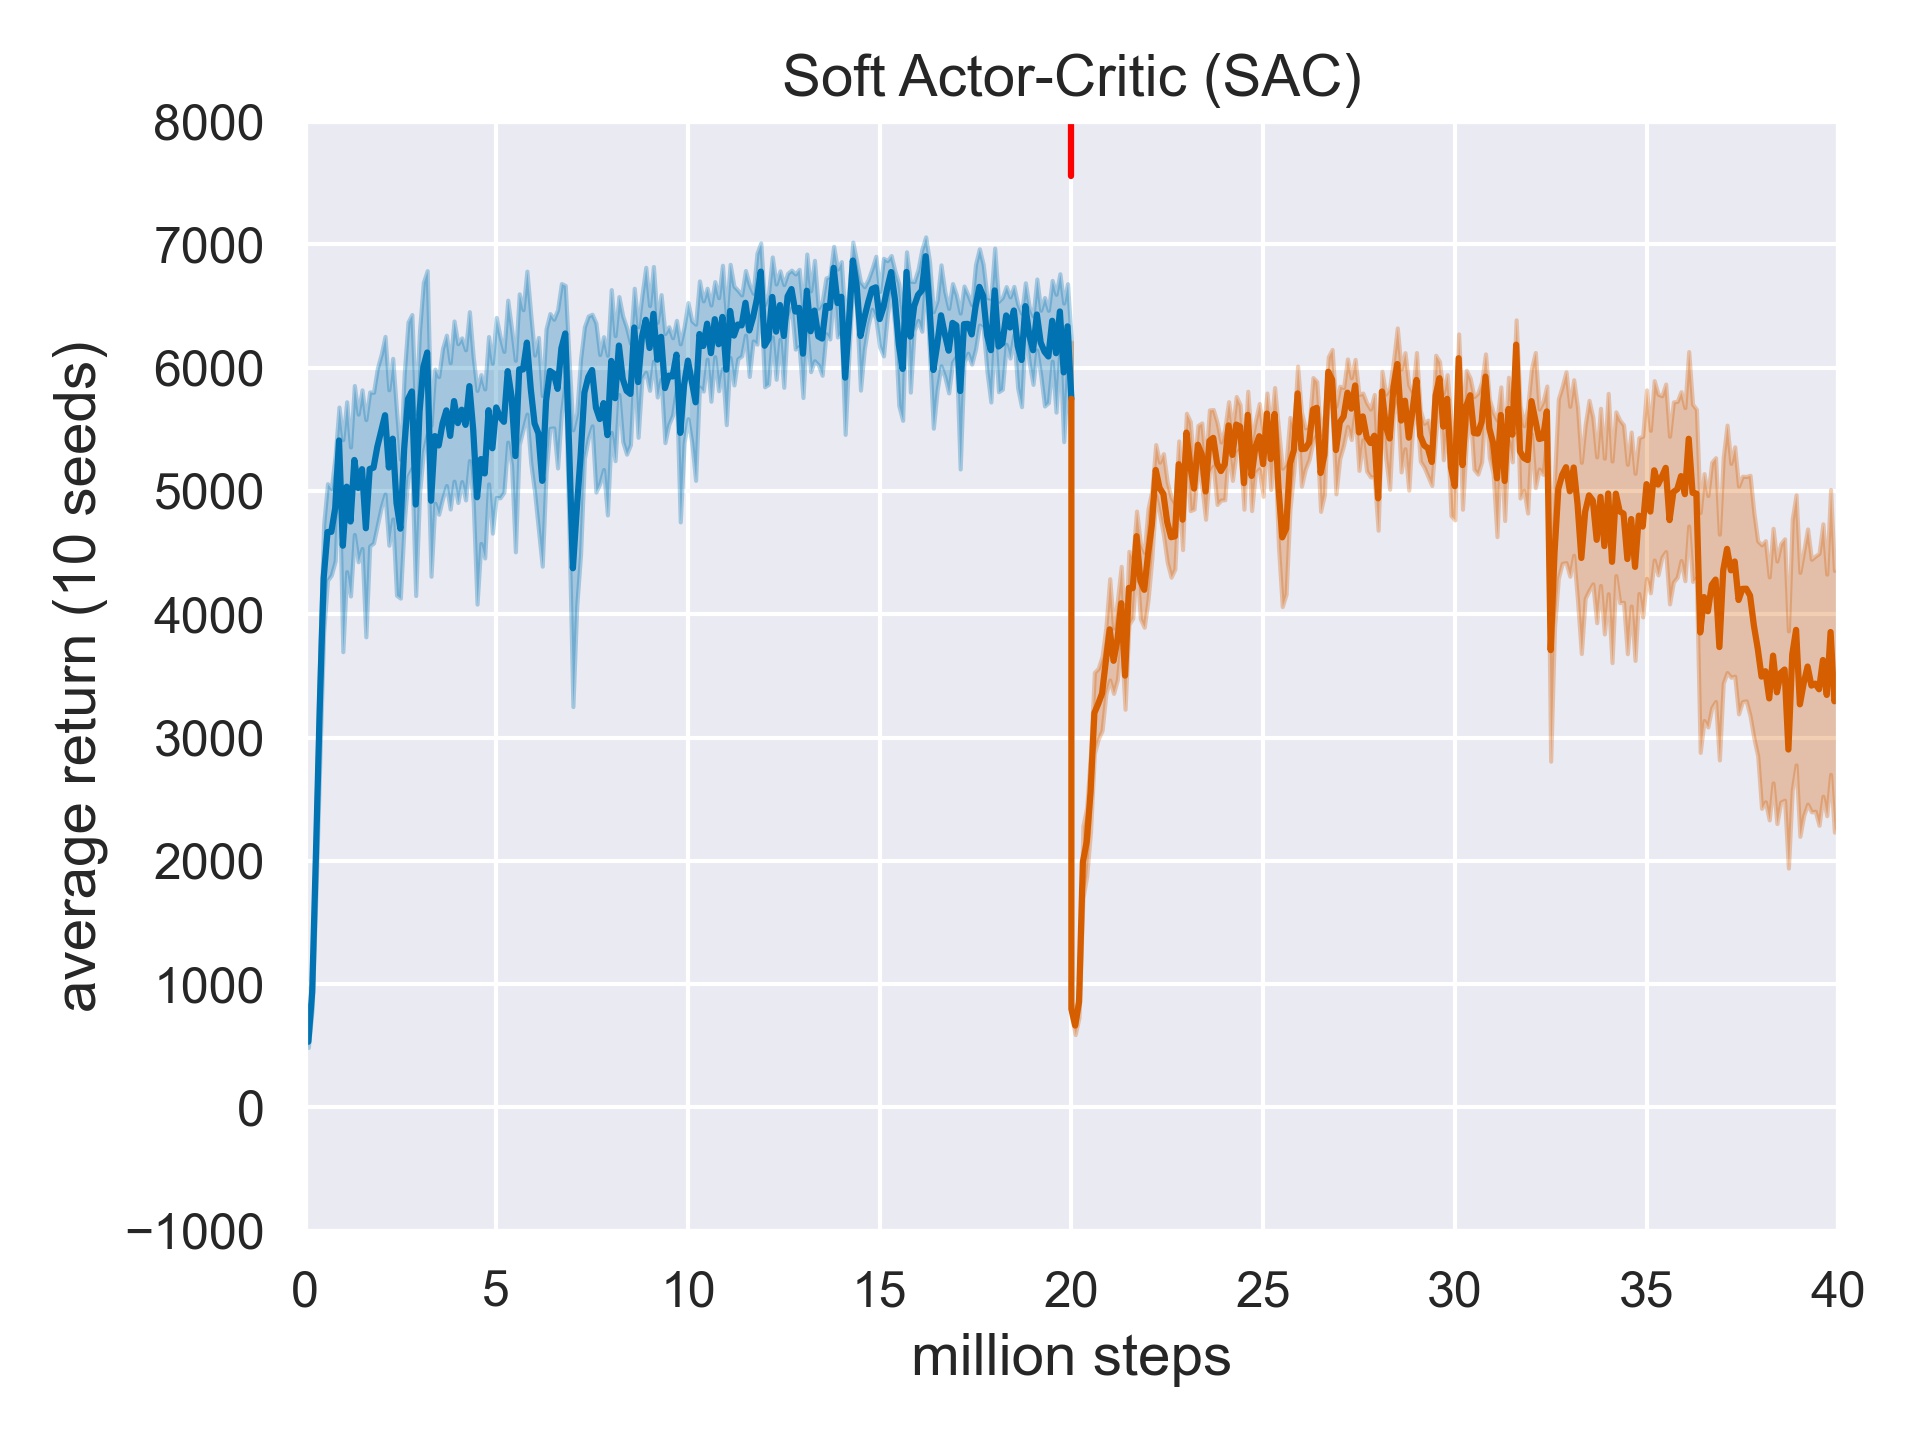 Soft Actor-Critic (SAC)
8000
7000
6000
5000
4000
3000
2000
1000
0
−1000
average return (10 seeds)
0 5 10 15 20 25 30 35 40
million steps